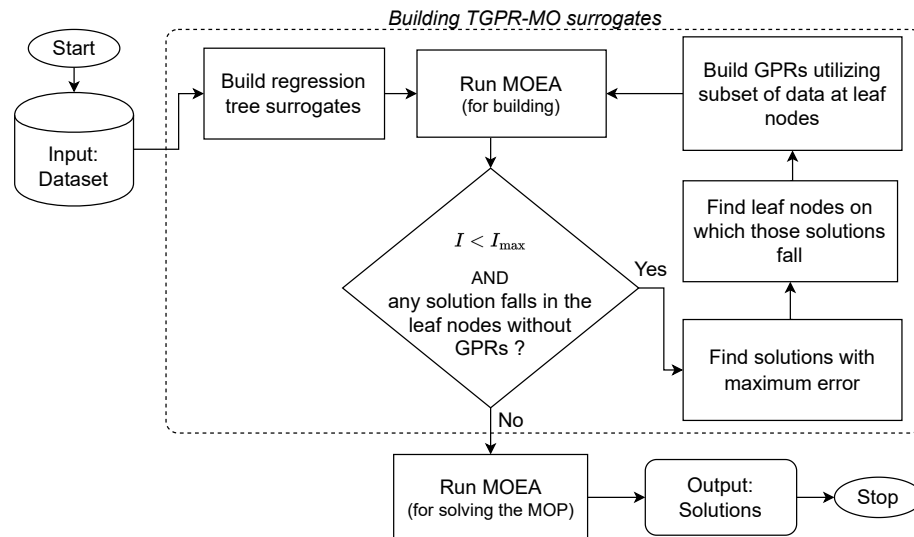 Building TGPR-MO surrogates
Start
Input:
Dataset
Build regression
tree surrogates
Run MOEA
(for building)
Build GPRs utilizing
subset of data at leaf
nodes
Find leaf nodes on
which those solutions
fall
Find solutions with
maximum error
I < I_max
AND
any solution falls in the
leaf nodes without
GPRs ?
Yes
No
Run MOEA
(for solving the MOP)
Output:
Solutions
Stop